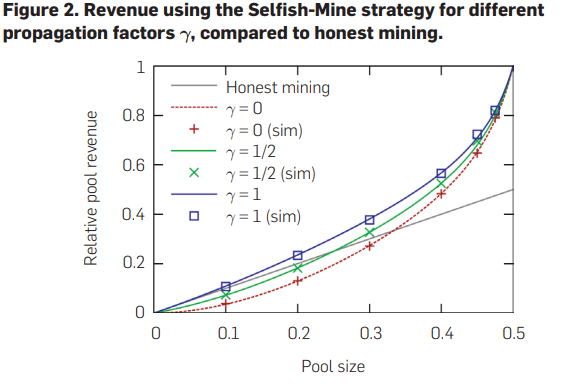 Figure 2. Revenue using the Selfish-Mine strategy for different
propagation factors γ, compared to honest mining.
1
Honest mining
γ = 0
0.8
γ = 0 (sim)
γ = 1/2
0.6
γ = 1/2 (sim)
γ = 1
0.4
γ = 1 (sim)
Relative pool revenue
0.2
0
0 0.1 0.2 0.3 0.4 0.5
Pool size